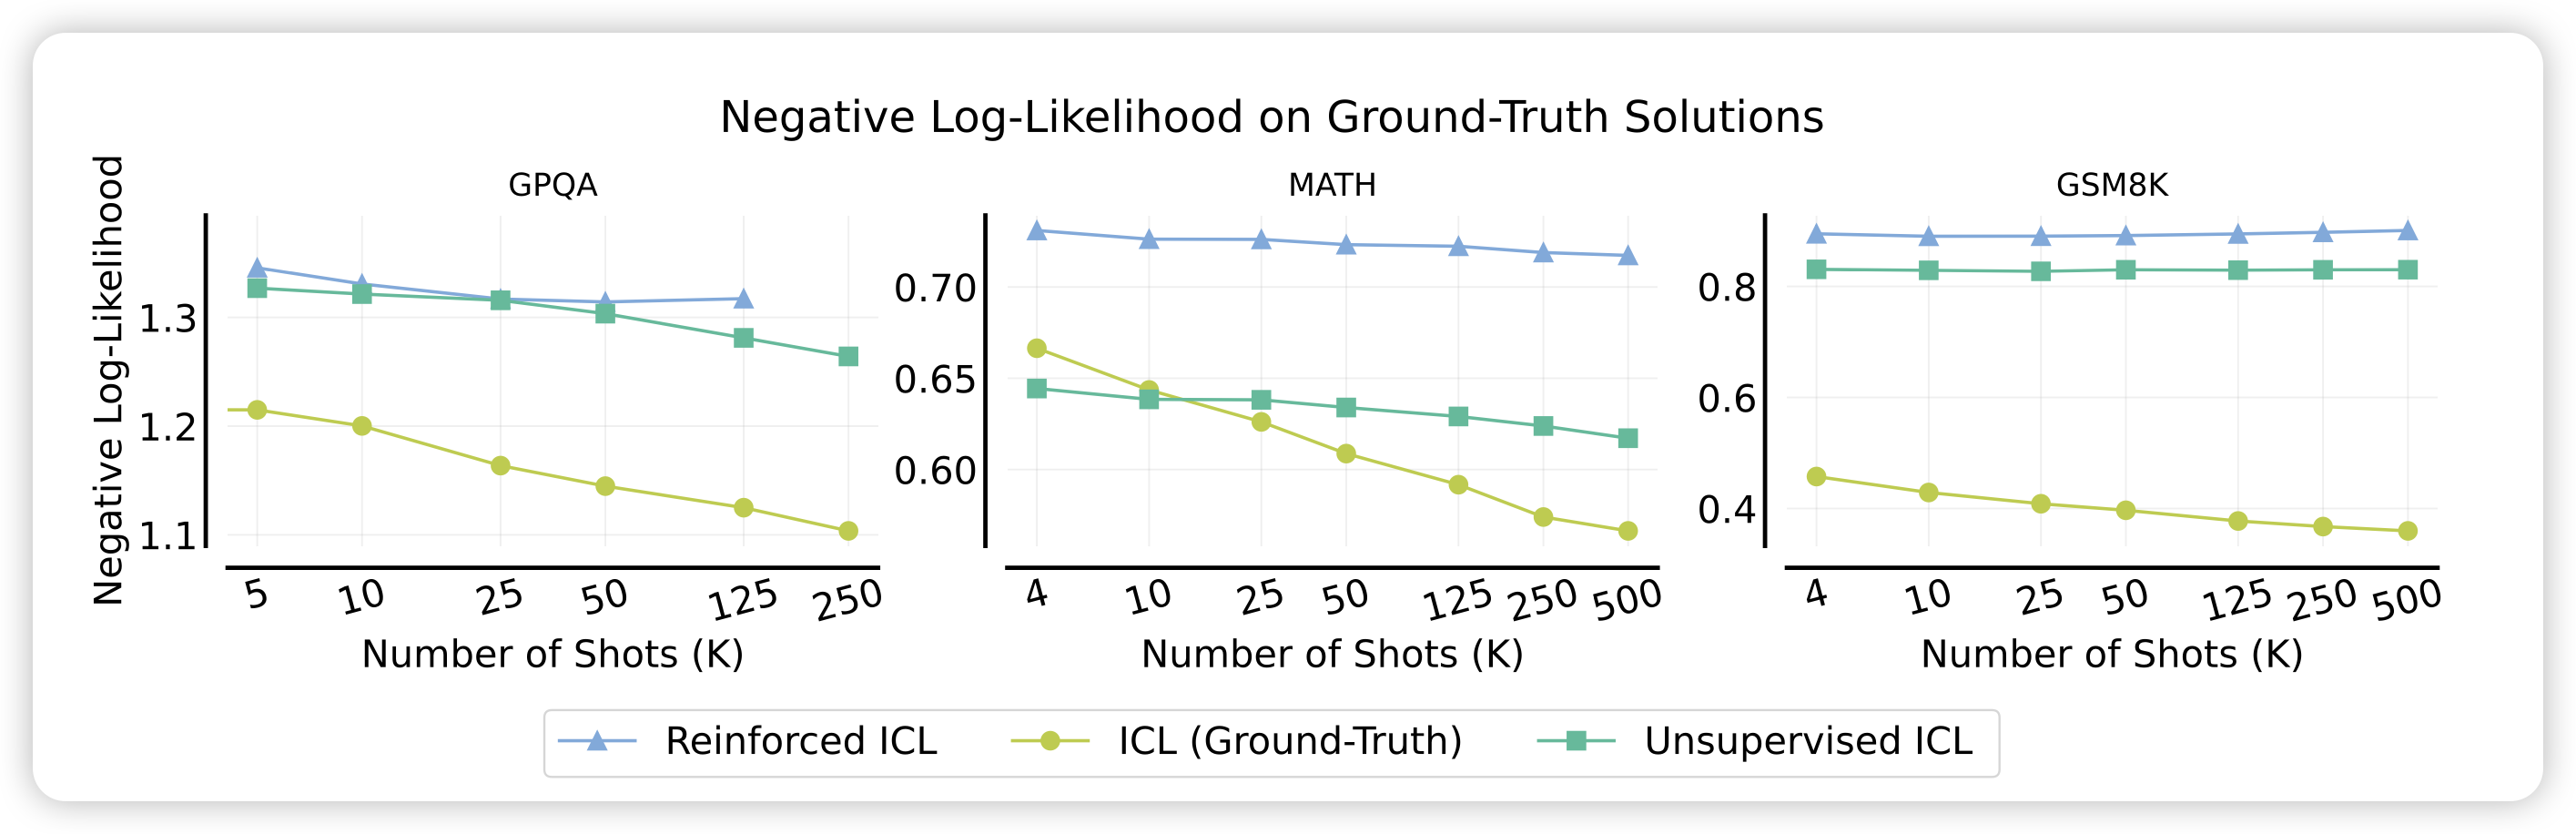 Negative Log-Likelihood on Ground-Truth Solutions
Negative Log-Likelihood
GPQA
1.3
1.2
1.1
5 10 25 50 125 250
Number of Shots (K)
MATH
0.70
0.65
0.60
4 10 25 50 125 250 500
Number of Shots (K)
GSM8K
0.8
0.6
0.4
4 10 25 50 125 250 500
Number of Shots (K)
Reinforced ICL ICL (Ground-Truth) Unsupervised ICL